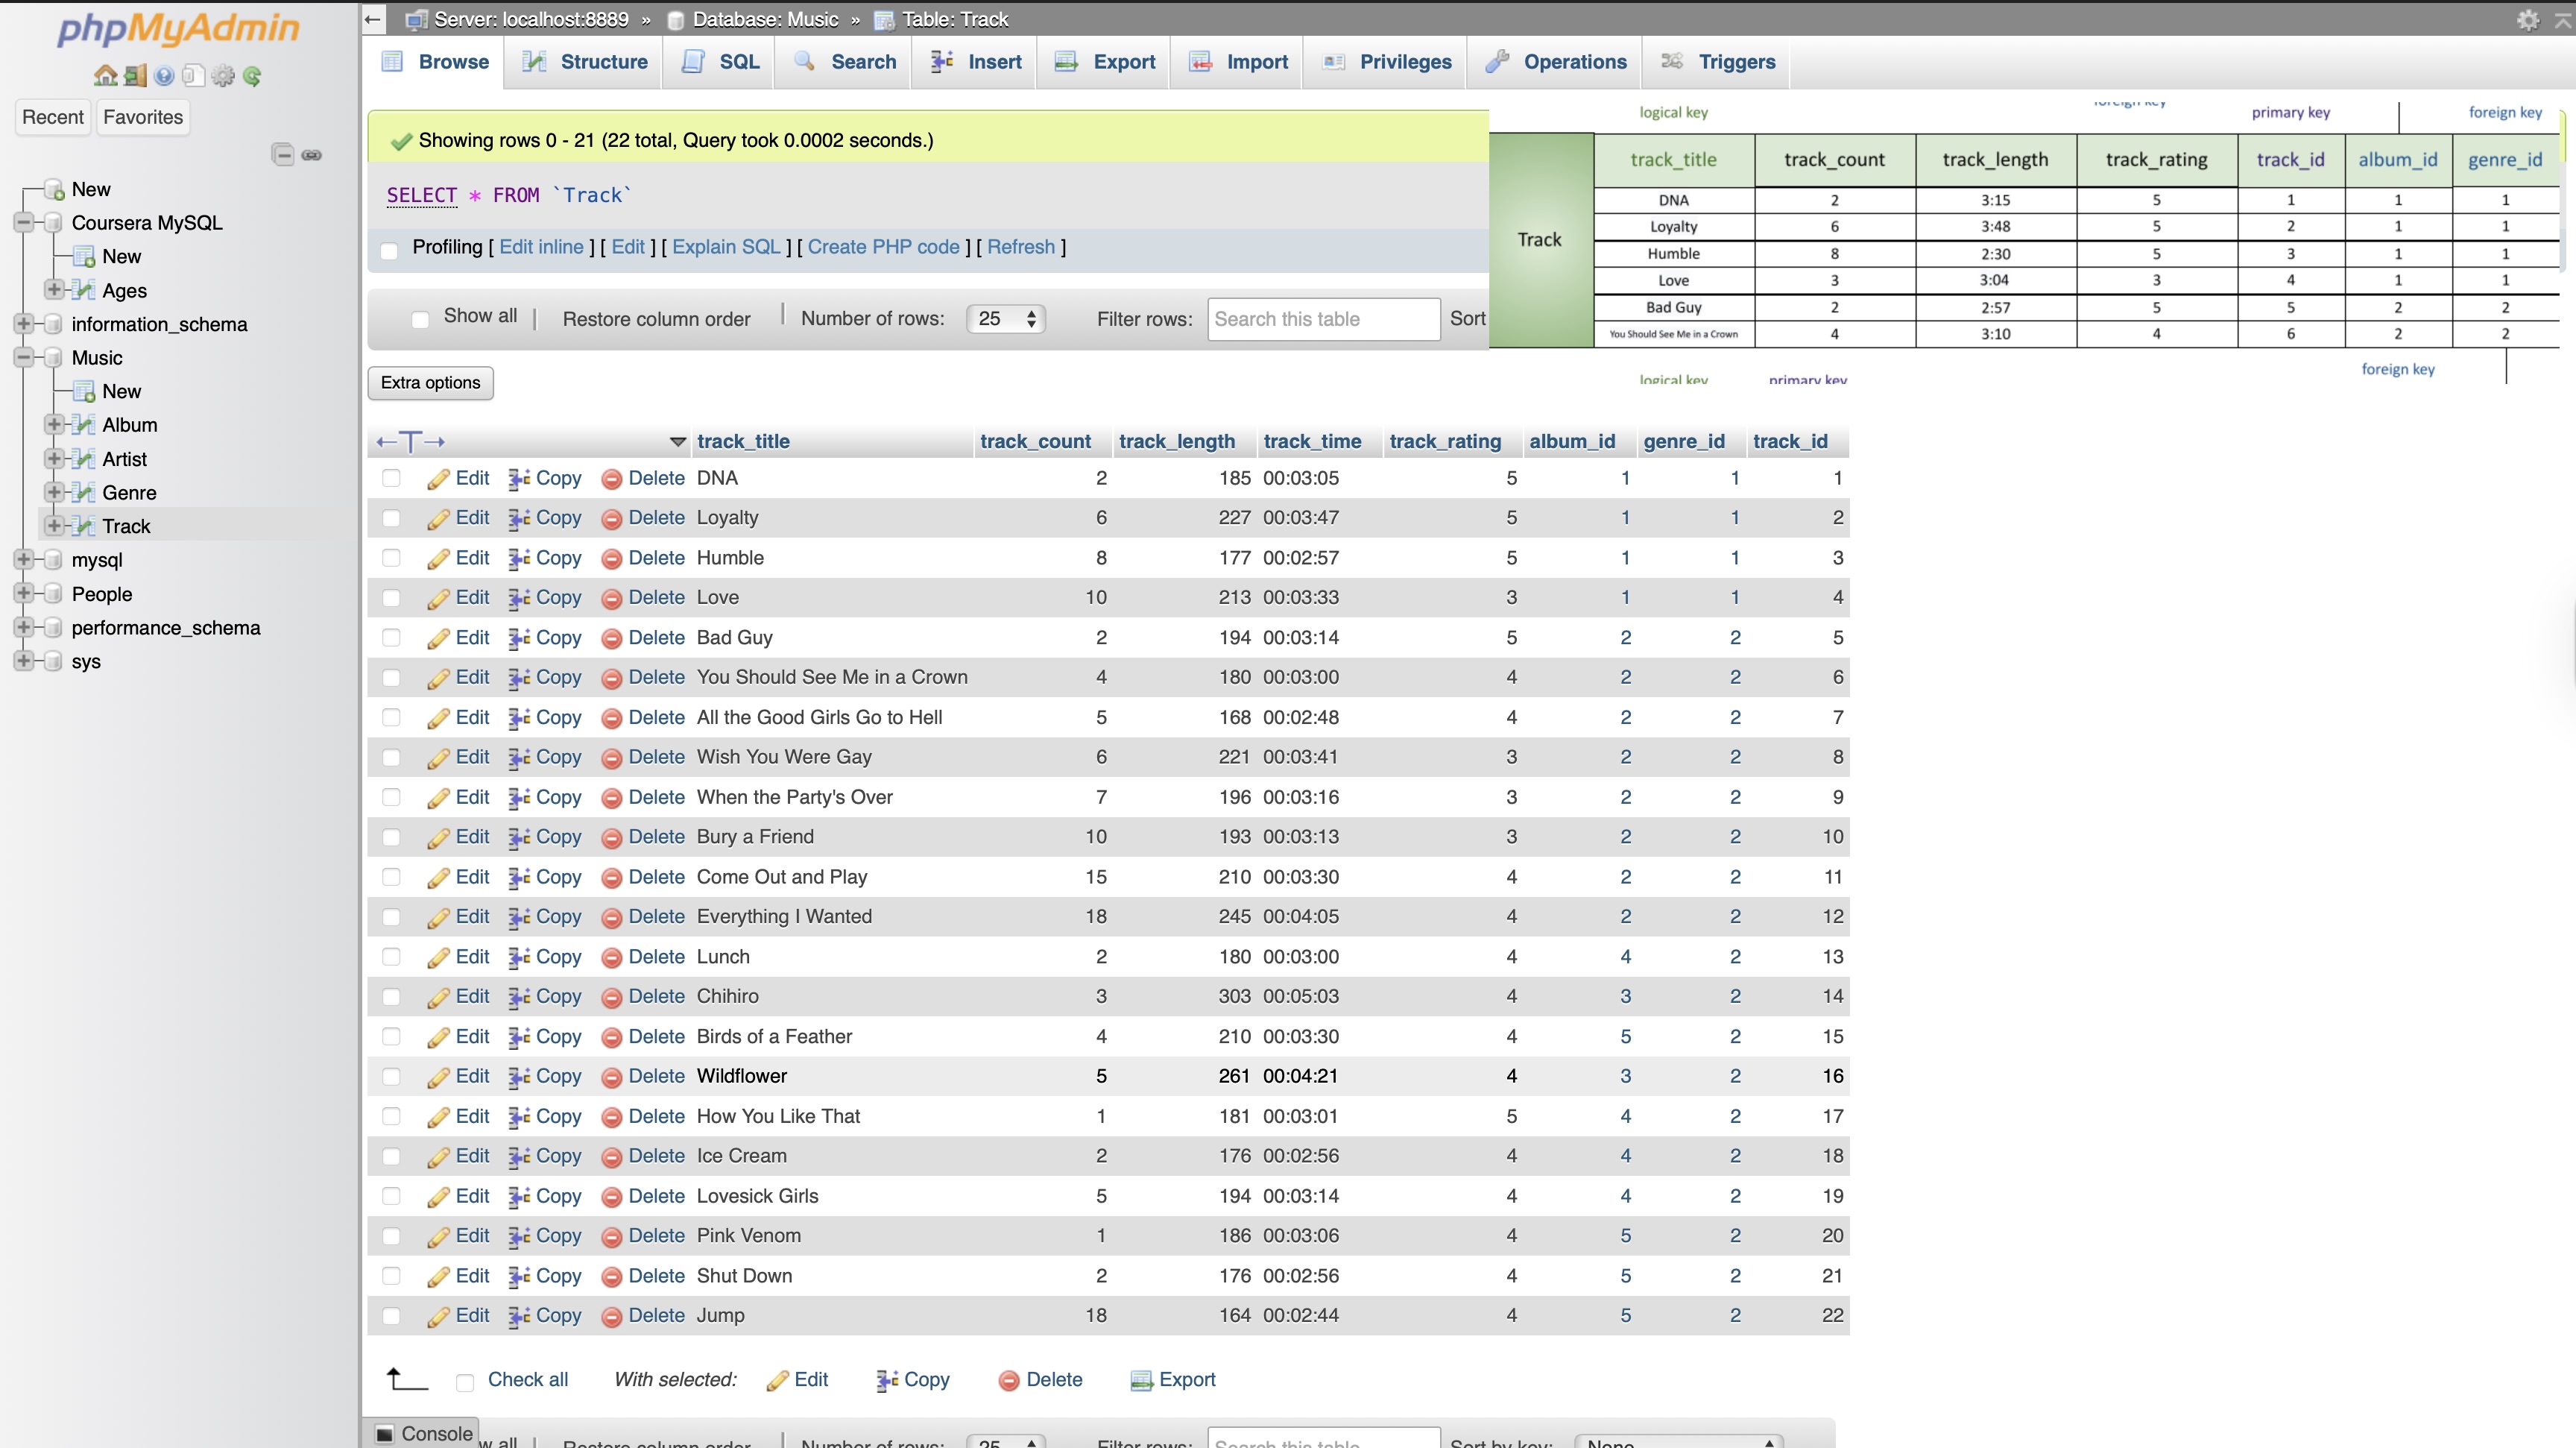 phpMyAdmin
Recent Favorites
New
Coursera MySQL
New
Ages
information_schema
Music
New
Album
Artist
Genre
Track
mysql
People
performance_schema
sys
Server: localhost:8889 » Database: Music » Table: Track
Browse Structure SQL Search Insert Export Import Privileges Operations Triggers
Showing rows 0 - 21 (22 total, Query took 0.0002 seconds.)
SELECT * FROM `Track`
Profiling [ Edit inline ] [ Edit ] [ Explain SQL ] [ Create PHP code ] [ Refresh ]
Show all | Restore column order | Number of rows: 25 Filter rows: Search this table Sort
Extra options
logical key foreign key primary key foreign key
track_title track_count track_length track_rating track_id album_id genre_id
Track
DNA 2 3:15 5 1 1 1
Loyalty 6 3:48 5 2 1 1
Humble 8 2:30 5 3 1 1
Love 3 3:04 3 4 1 1
Bad Guy 2 2:57 5 5 2 2
You Should See Me in a Crown 4 3:10 4 6 2 2
foreign key
logical key primary key
←T→ track_title track_count track_length track_time track_rating album_id genre_id track_id
Edit Copy Delete DNA 2 185 00:03:05 5 1 1 1
Edit Copy Delete Loyalty 6 227 00:03:47 5 1 1 2
Edit Copy Delete Humble 8 177 00:02:57 5 1 1 3
Edit Copy Delete Love 10 213 00:03:33 3 1 1 4
Edit Copy Delete Bad Guy 2 194 00:03:14 5 2 2 5
Edit Copy Delete You Should See Me in a Crown 4 180 00:03:00 4 2 2 6
Edit Copy Delete All the Good Girls Go to Hell 5 168 00:02:48 4 2 2 7
Edit Copy Delete Wish You Were Gay 6 221 00:03:41 3 2 2 8
Edit Copy Delete When the Party's Over 7 196 00:03:16 3 2 2 9
Edit Copy Delete Bury a Friend 10 193 00:03:13 3 2 2 10
Edit Copy Delete Come Out and Play 15 210 00:03:30 4 2 2 11
Edit Copy Delete Everything I Wanted 18 245 00:04:05 4 2 2 12
Edit Copy Delete Lunch 2 180 00:03:00 4 4 2 13
Edit Copy Delete Chihiro 3 303 00:05:03 4 3 2 14
Edit Copy Delete Birds of a Feather 4 210 00:03:30 4 5 2 15
Edit Copy Delete Wildflower 5 261 00:04:21 4 3 2 16
Edit Copy Delete How You Like That 1 181 00:03:01 5 4 2 17
Edit Copy Delete Ice Cream 2 176 00:02:56 4 4 2 18
Edit Copy Delete Lovesick Girls 5 194 00:03:14 4 4 2 19
Edit Copy Delete Pink Venom 1 186 00:03:06 4 5 2 20
Edit Copy Delete Shut Down 2 176 00:02:56 4 5 2 21
Edit Copy Delete Jump 18 164 00:02:44 4 5 2 22
Check all With selected: Edit Copy Delete Export
Console
w all | Restore column order | Number of rows: 25 Filter rows: Search this table Sort by key: None